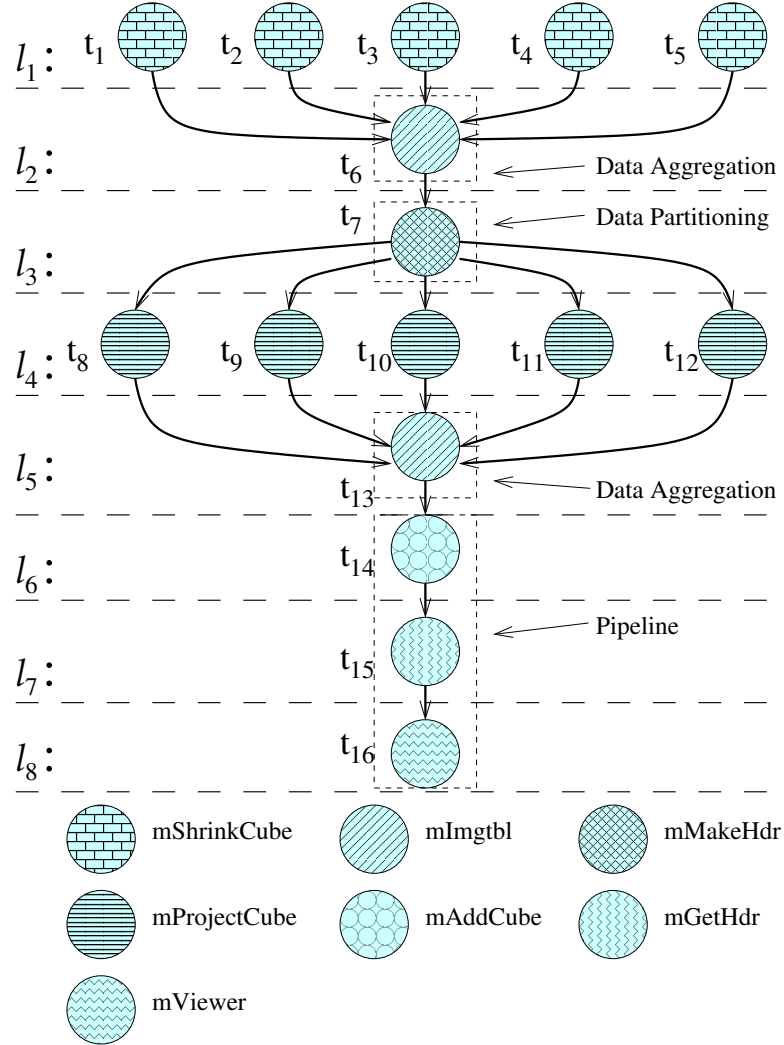 l1: t1 t2 t3 t4 t5
l2: t6 Data Aggregation
t7 Data Partitioning
l3:
l4: t8 t9 t10 t11 t12
l5: t13 Data Aggregation
l6: t14
Pipeline
l7: t15
l8: t16
mShrinkCube mImgtbl mMakeHdr
mProjectCube mAddCube mGetHdr
mViewer